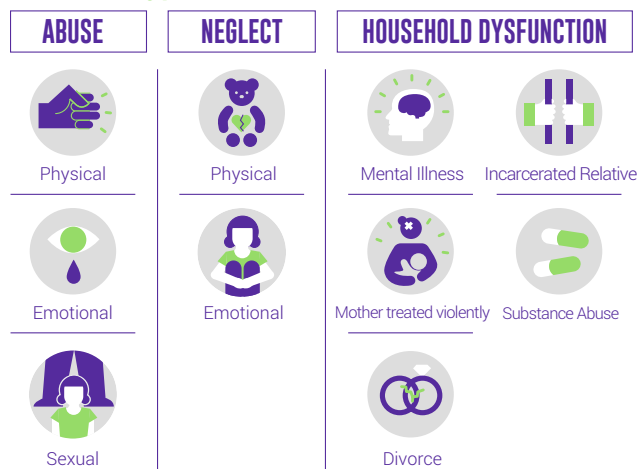 ABUSE
Physical
Emotional
Sexual
NEGLECT
Physical
Emotional
HOUSEHOLD DYSFUNCTION
Mental Illness
Incarcerated Relative
Mother treated violently
Substance Abuse
Divorce